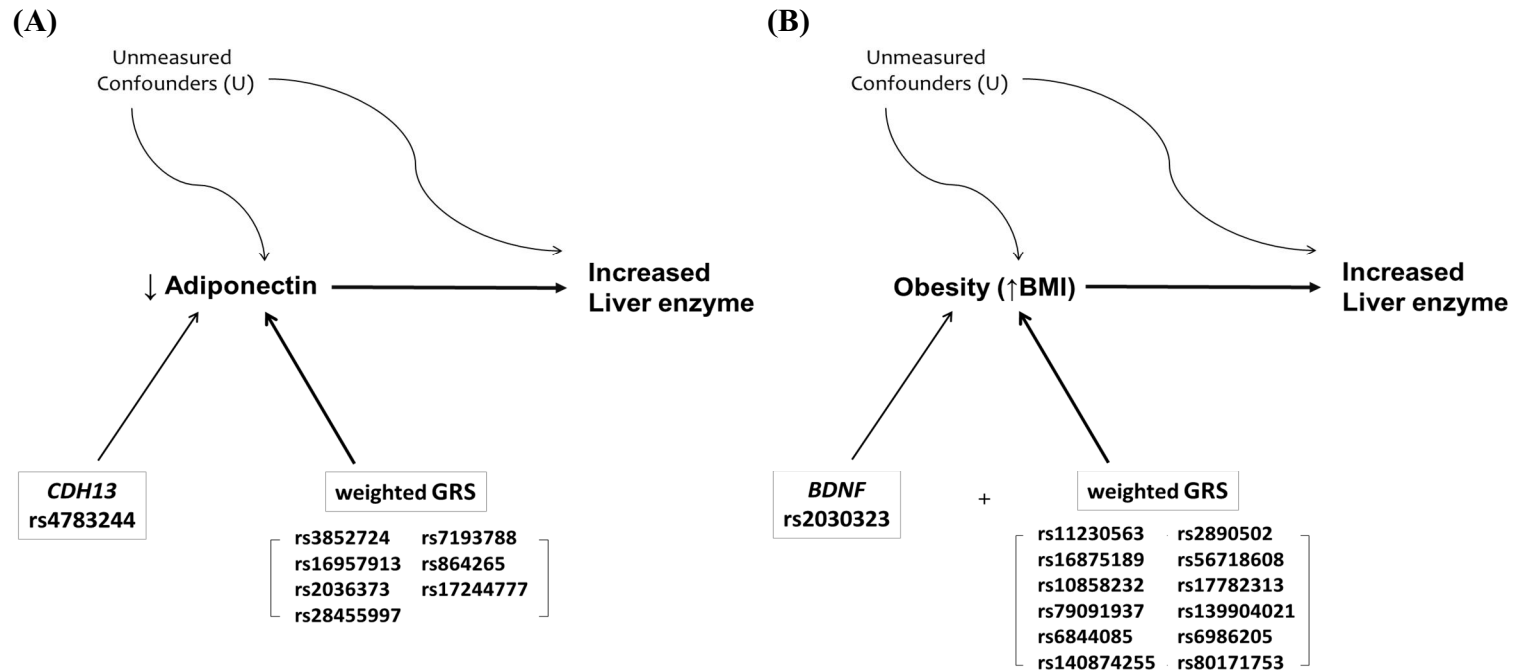 (A)
Unmeasured
Confounders (U)
↓ Adiponectin
Increased
Liver enzyme
CDH13
rs4783244
weighted GRS
rs3852724 rs7193788
rs16957913 rs864265
rs2036373 rs17244777
rs28455997
(B)
Unmeasured
Confounders (U)
Obesity (↑BMI)
Increased
Liver enzyme
BDNF
rs2030323
+
weighted GRS
rs11230563 rs2890502
rs16875189 rs56718608
rs10858232 rs17782313
rs79091937 rs139904021
rs6844085 rs6986205
rs140874255 rs80171753